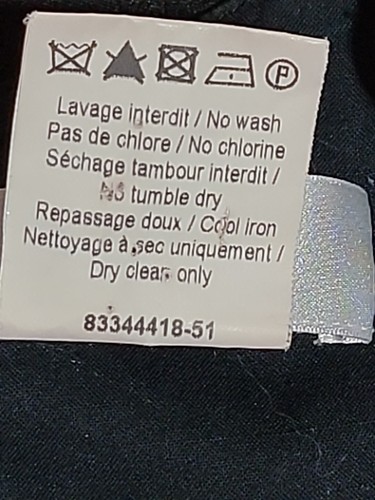 P
Lavage interdit / No wash
Pas de chlore / No chlorine
Séchage tambour interdit /
No tumble dry
Repassage doux / Cool iron
Nettoyage à sec uniquement /
Dry clean only
83344418-51